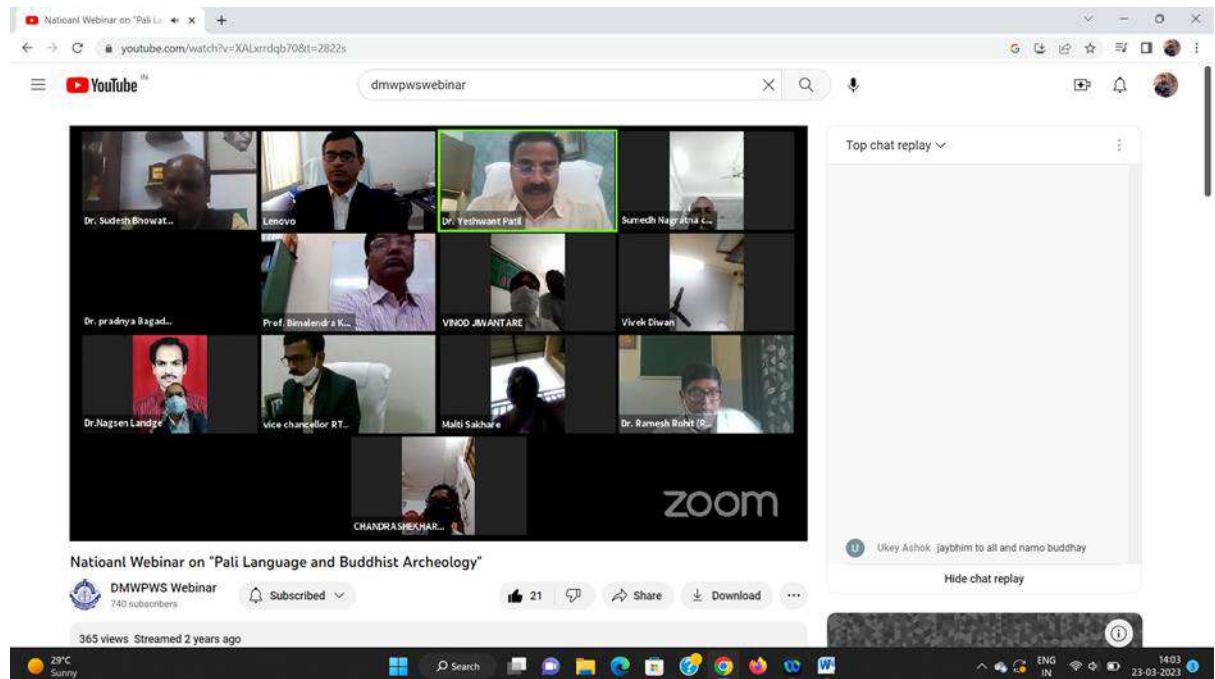 Natioanl Webinar on "Pali La
youtube.com/watch?v=XALxrrdqb70&t=2822s
YouTube IN
dmwpwswebinar
Top chat replay
Dr. Sudesh Bhowat...
Lenovo
Dr. Yeshwant Patil
Sumedh Nagratna c...
Dr. pradnya Bagad...
Prof. Bimalendra K...
VINOD JIWANTARE
Vivek Diwan
Dr.Nagsen Landge
vice chancellor RT...
Malti Sakhare
Dr. Ramesh Rohit (R...
CHANDRASHEKHAR...
zoom
U Ukey Ashok jaybhim to all and namo buddhay
Hide chat replay
Natioanl Webinar on "Pali Language and Buddhist Archeology"
DMWPWS Webinar
740 subscribers
Subscribed
21
Share
Download
365 views Streamed 2 years ago
29°C
Sunny
Search
ENG
IN
14:03
23-03-2023